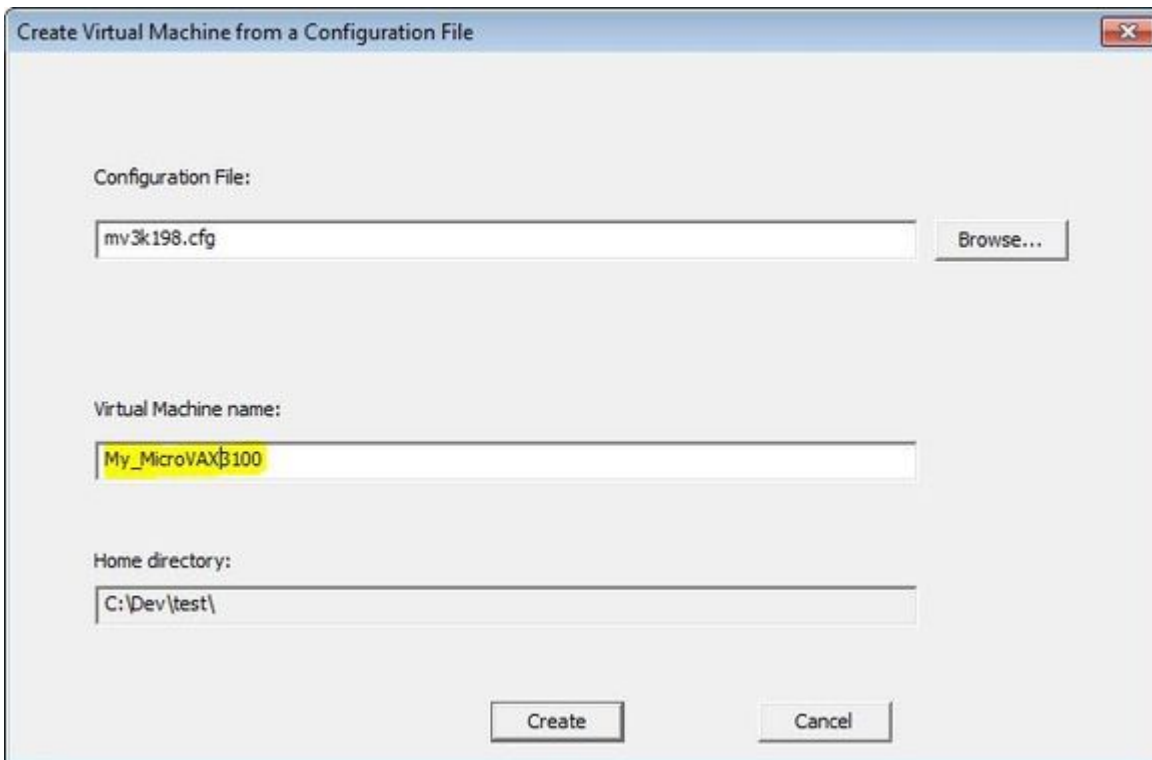 Create Virtual Machine from a Configuration File
Configuration File:
mv3k198.cfg
Browse...
Virtual Machine name:
My_MicroVAX3100
Home directory:
C:\Dev\test\
Create
Cancel